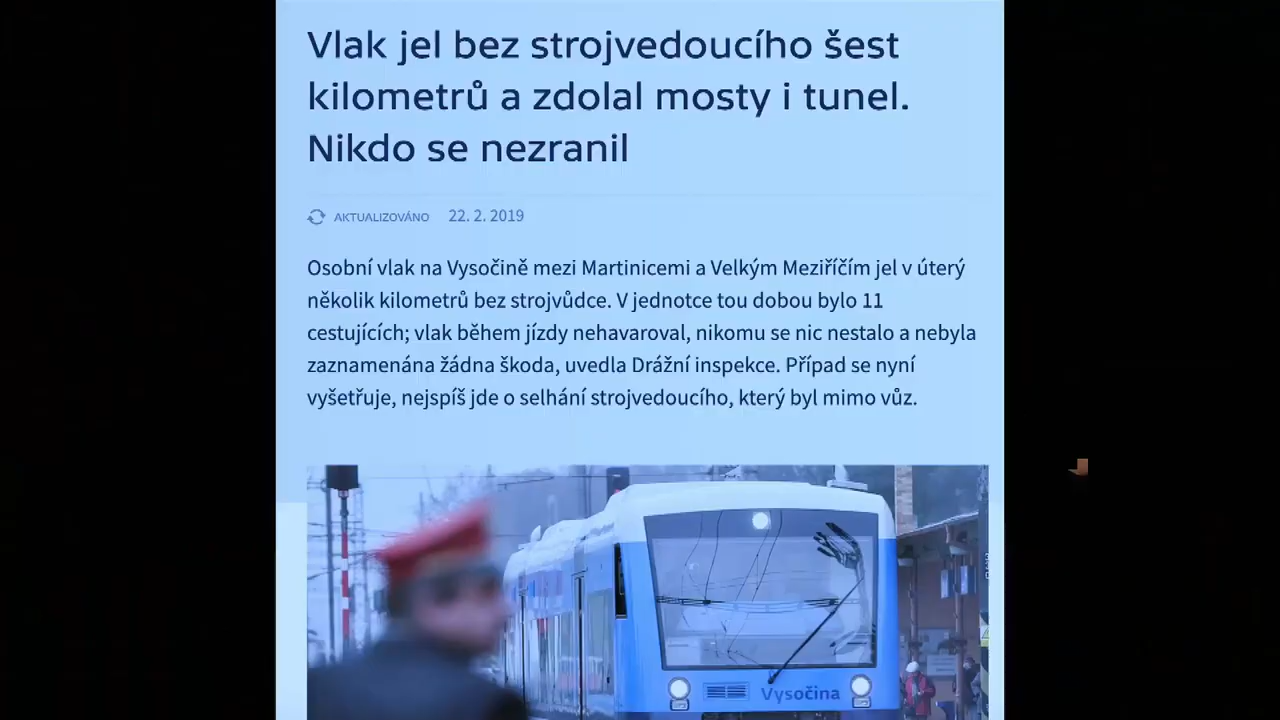 Vlak jel bez strojvedoucího šest
kilometrů a zdolal mosty i tunel.
Nikdo se nezranil
AKTUALIZOVÁNO 22. 2. 2019
Osobní vlak na Vysočině mezi Martinicemi a Velkým Meziříčím jel v úterý
několik kilometrů bez strojvůdce. V jednotce tou dobou bylo 11
cestujících; vlak během jízdy nehavaroval, nikomu se nic nestalo a nebyla
zaznamenána žádna škoda, uvedla Drážní inspekce. Případ se nyní
vyšetřuje, nejspíš jde o selhání strojvedoucího, který byl mimo vůz.
Vysočina